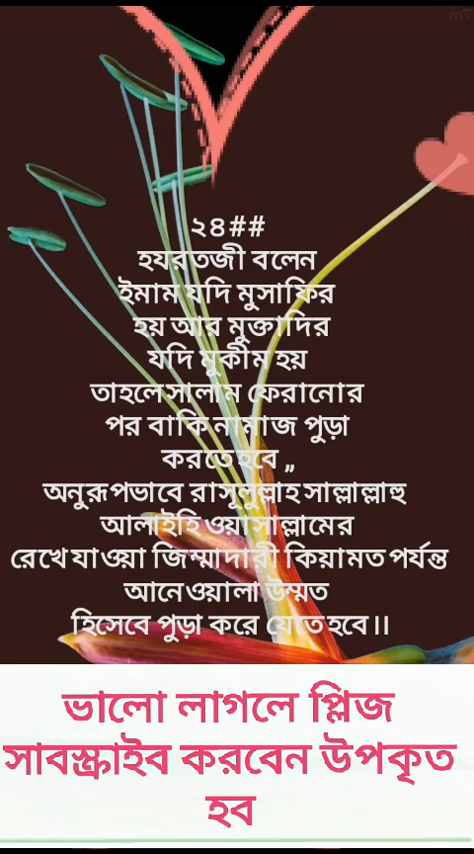 ২৪##
হযরতজী বলেন
ইমাম যদি মুসাফির
হয় আর মুক্তাদির
যদি মুকীম হয়
তাহলে সালাম ফেরানোর
পর বাকি নামাজ পুড়া
করতে হবে ,,
অনুরূপভাবে রাসূলুল্লাহ সাল্লাল্লাহু
আলাইহি ওয়া সাল্লামের
রেখে যাওয়া জিম্মাদারী কিয়ামত পর্যন্ত
আনে ওয়ালা উম্মত
হিসেবে পুড়া করে যেতে হবে।।
ভালো লাগলে প্লিজ
সাবস্ক্রাইব করবেন উপকৃত
হব